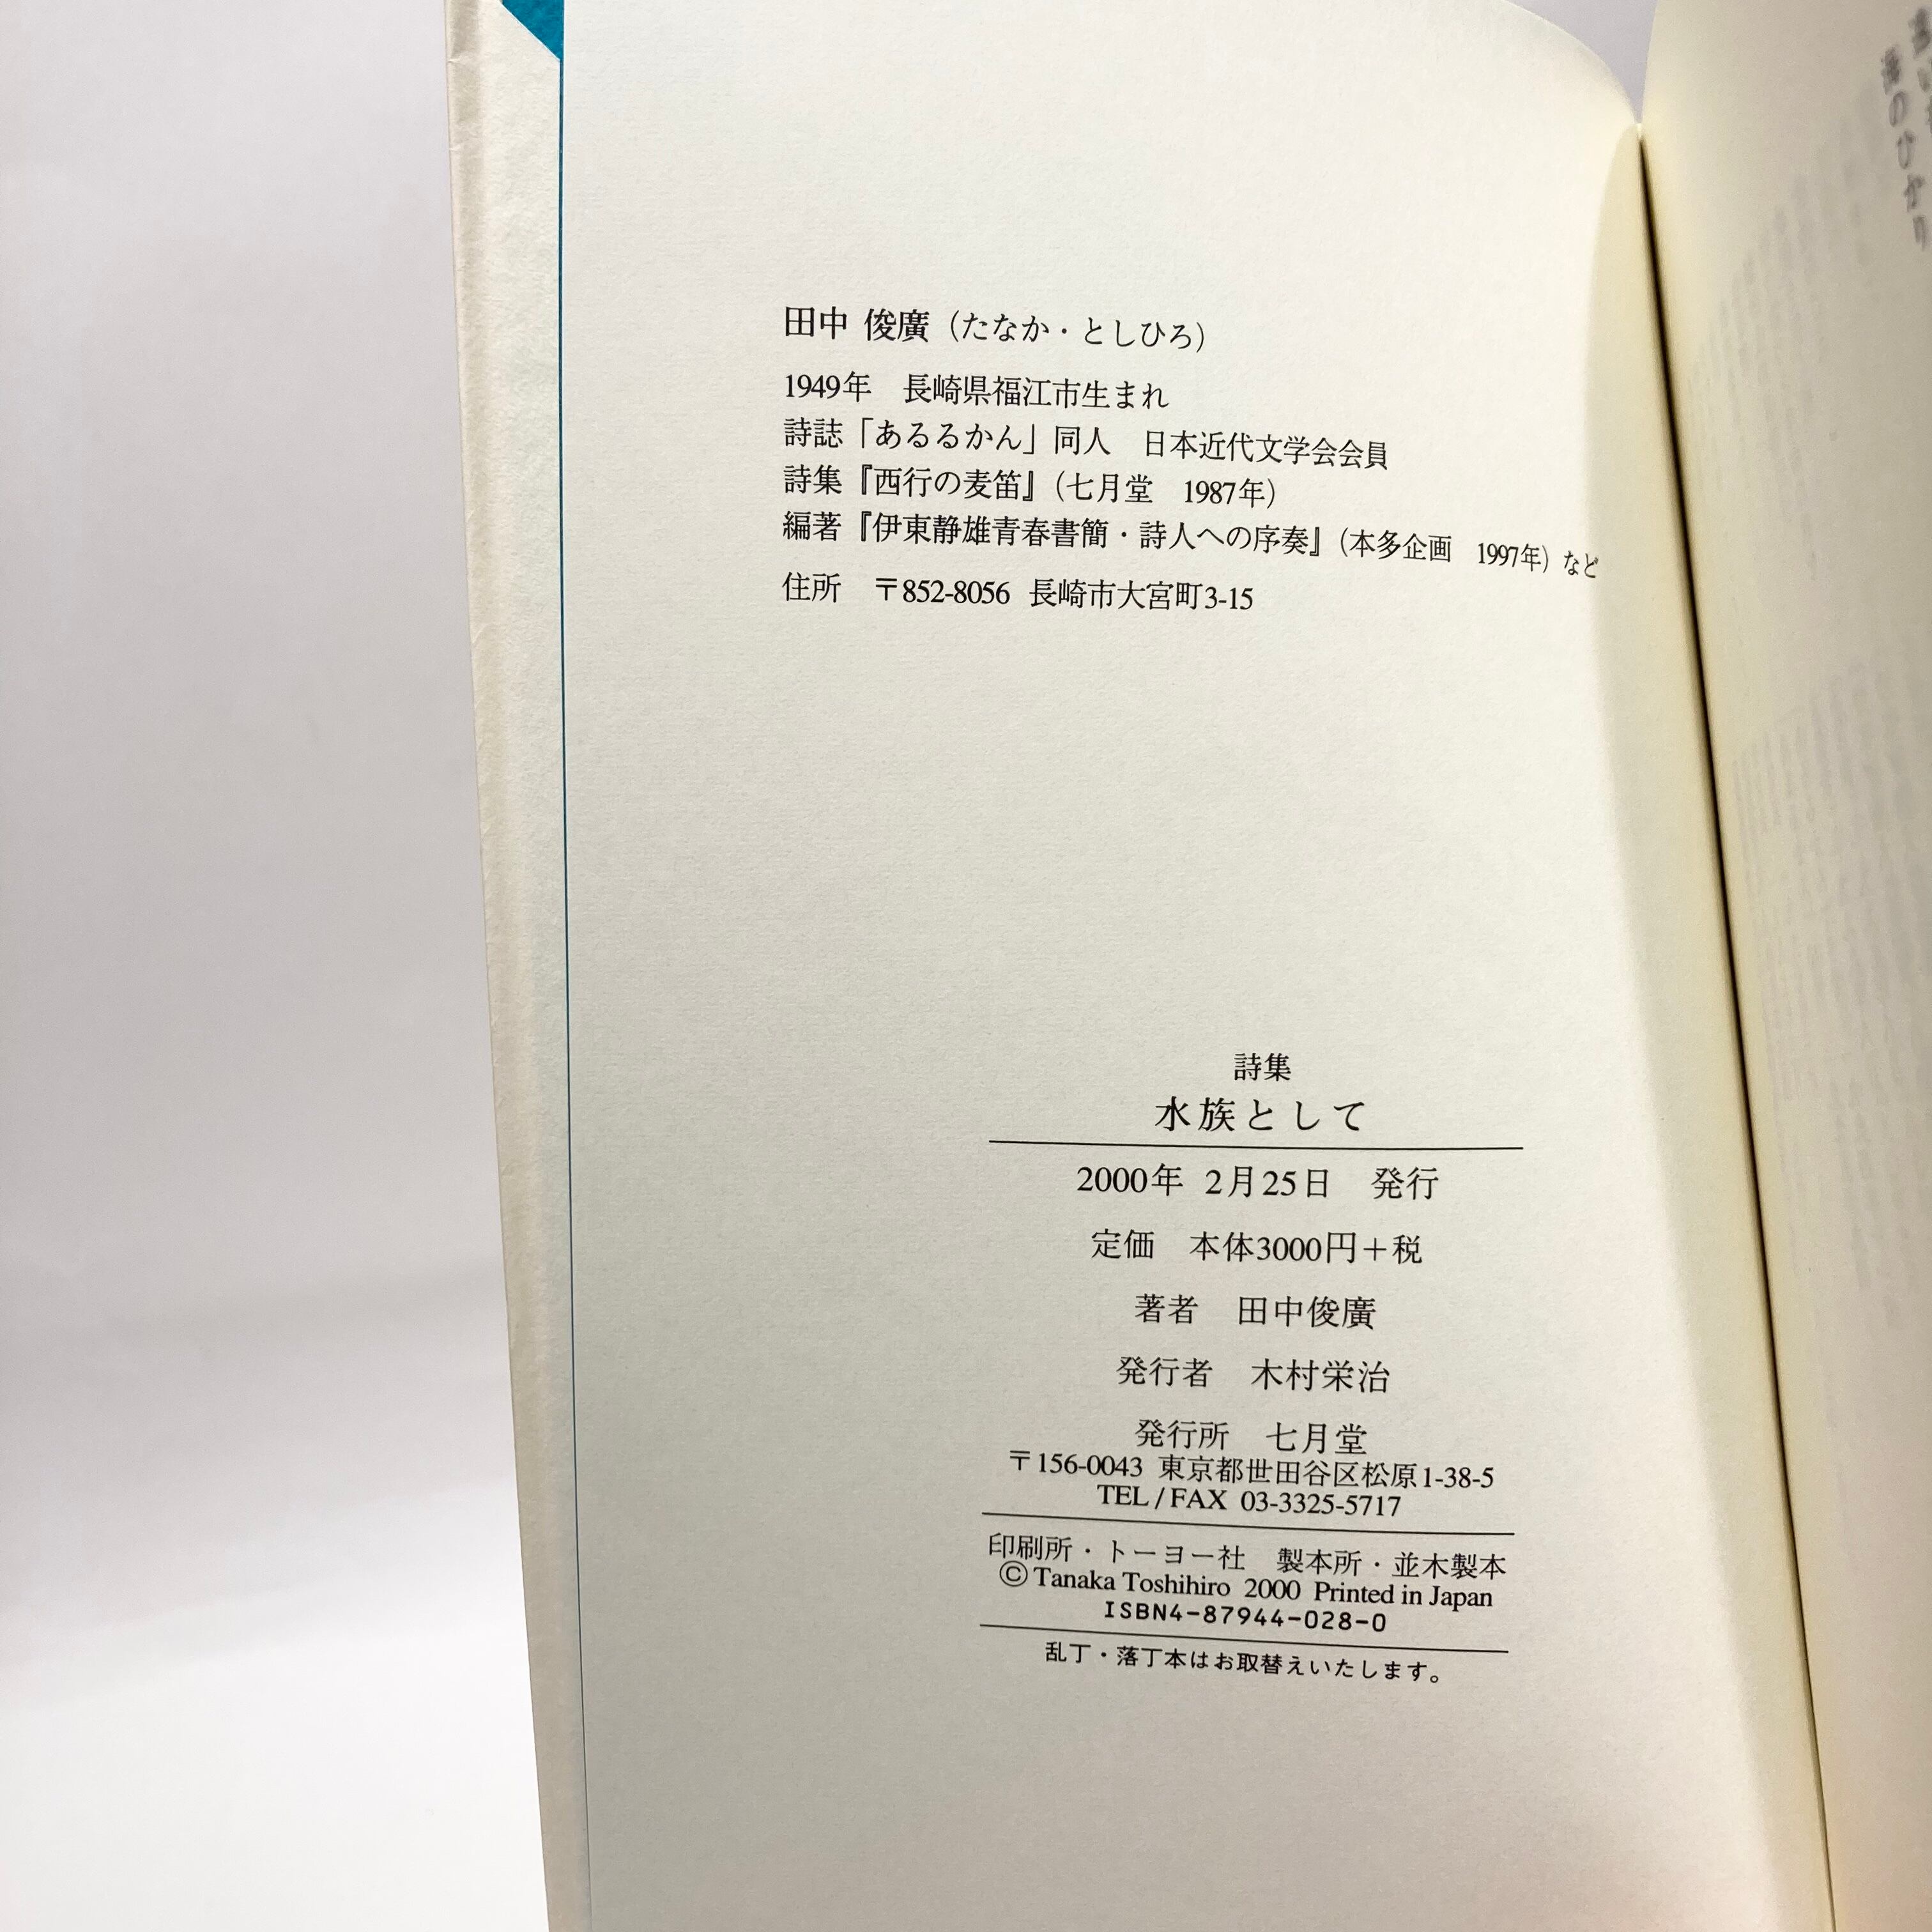 田中 俊廣（たなか・としひろ）
1949年　長崎県福江市生まれ
詩誌「あるるかん」同人　日本近代文学会会員
詩集『西行の麦笛』（七月堂　1987年）
編著『伊東静雄青春書簡・詩人への序奏』（本多企画　1997年）など
住所　〒852-8056 長崎市大宮町3-15
詩集
水族として
2000年 2月25日　発行
定価　本体3000円＋税
著者　田中俊廣
発行者　木村栄治
発行所　七月堂
〒156-0043 東京都世田谷区松原1-38-5
TEL / FAX 03-3325-5717
印刷所・トーヨー社　製本所・並木製本
©Tanaka Toshihiro 2000 Printed in Japan
ISBN4-87944-028-0
乱丁・落丁本はお取替えいたします。
のひかり